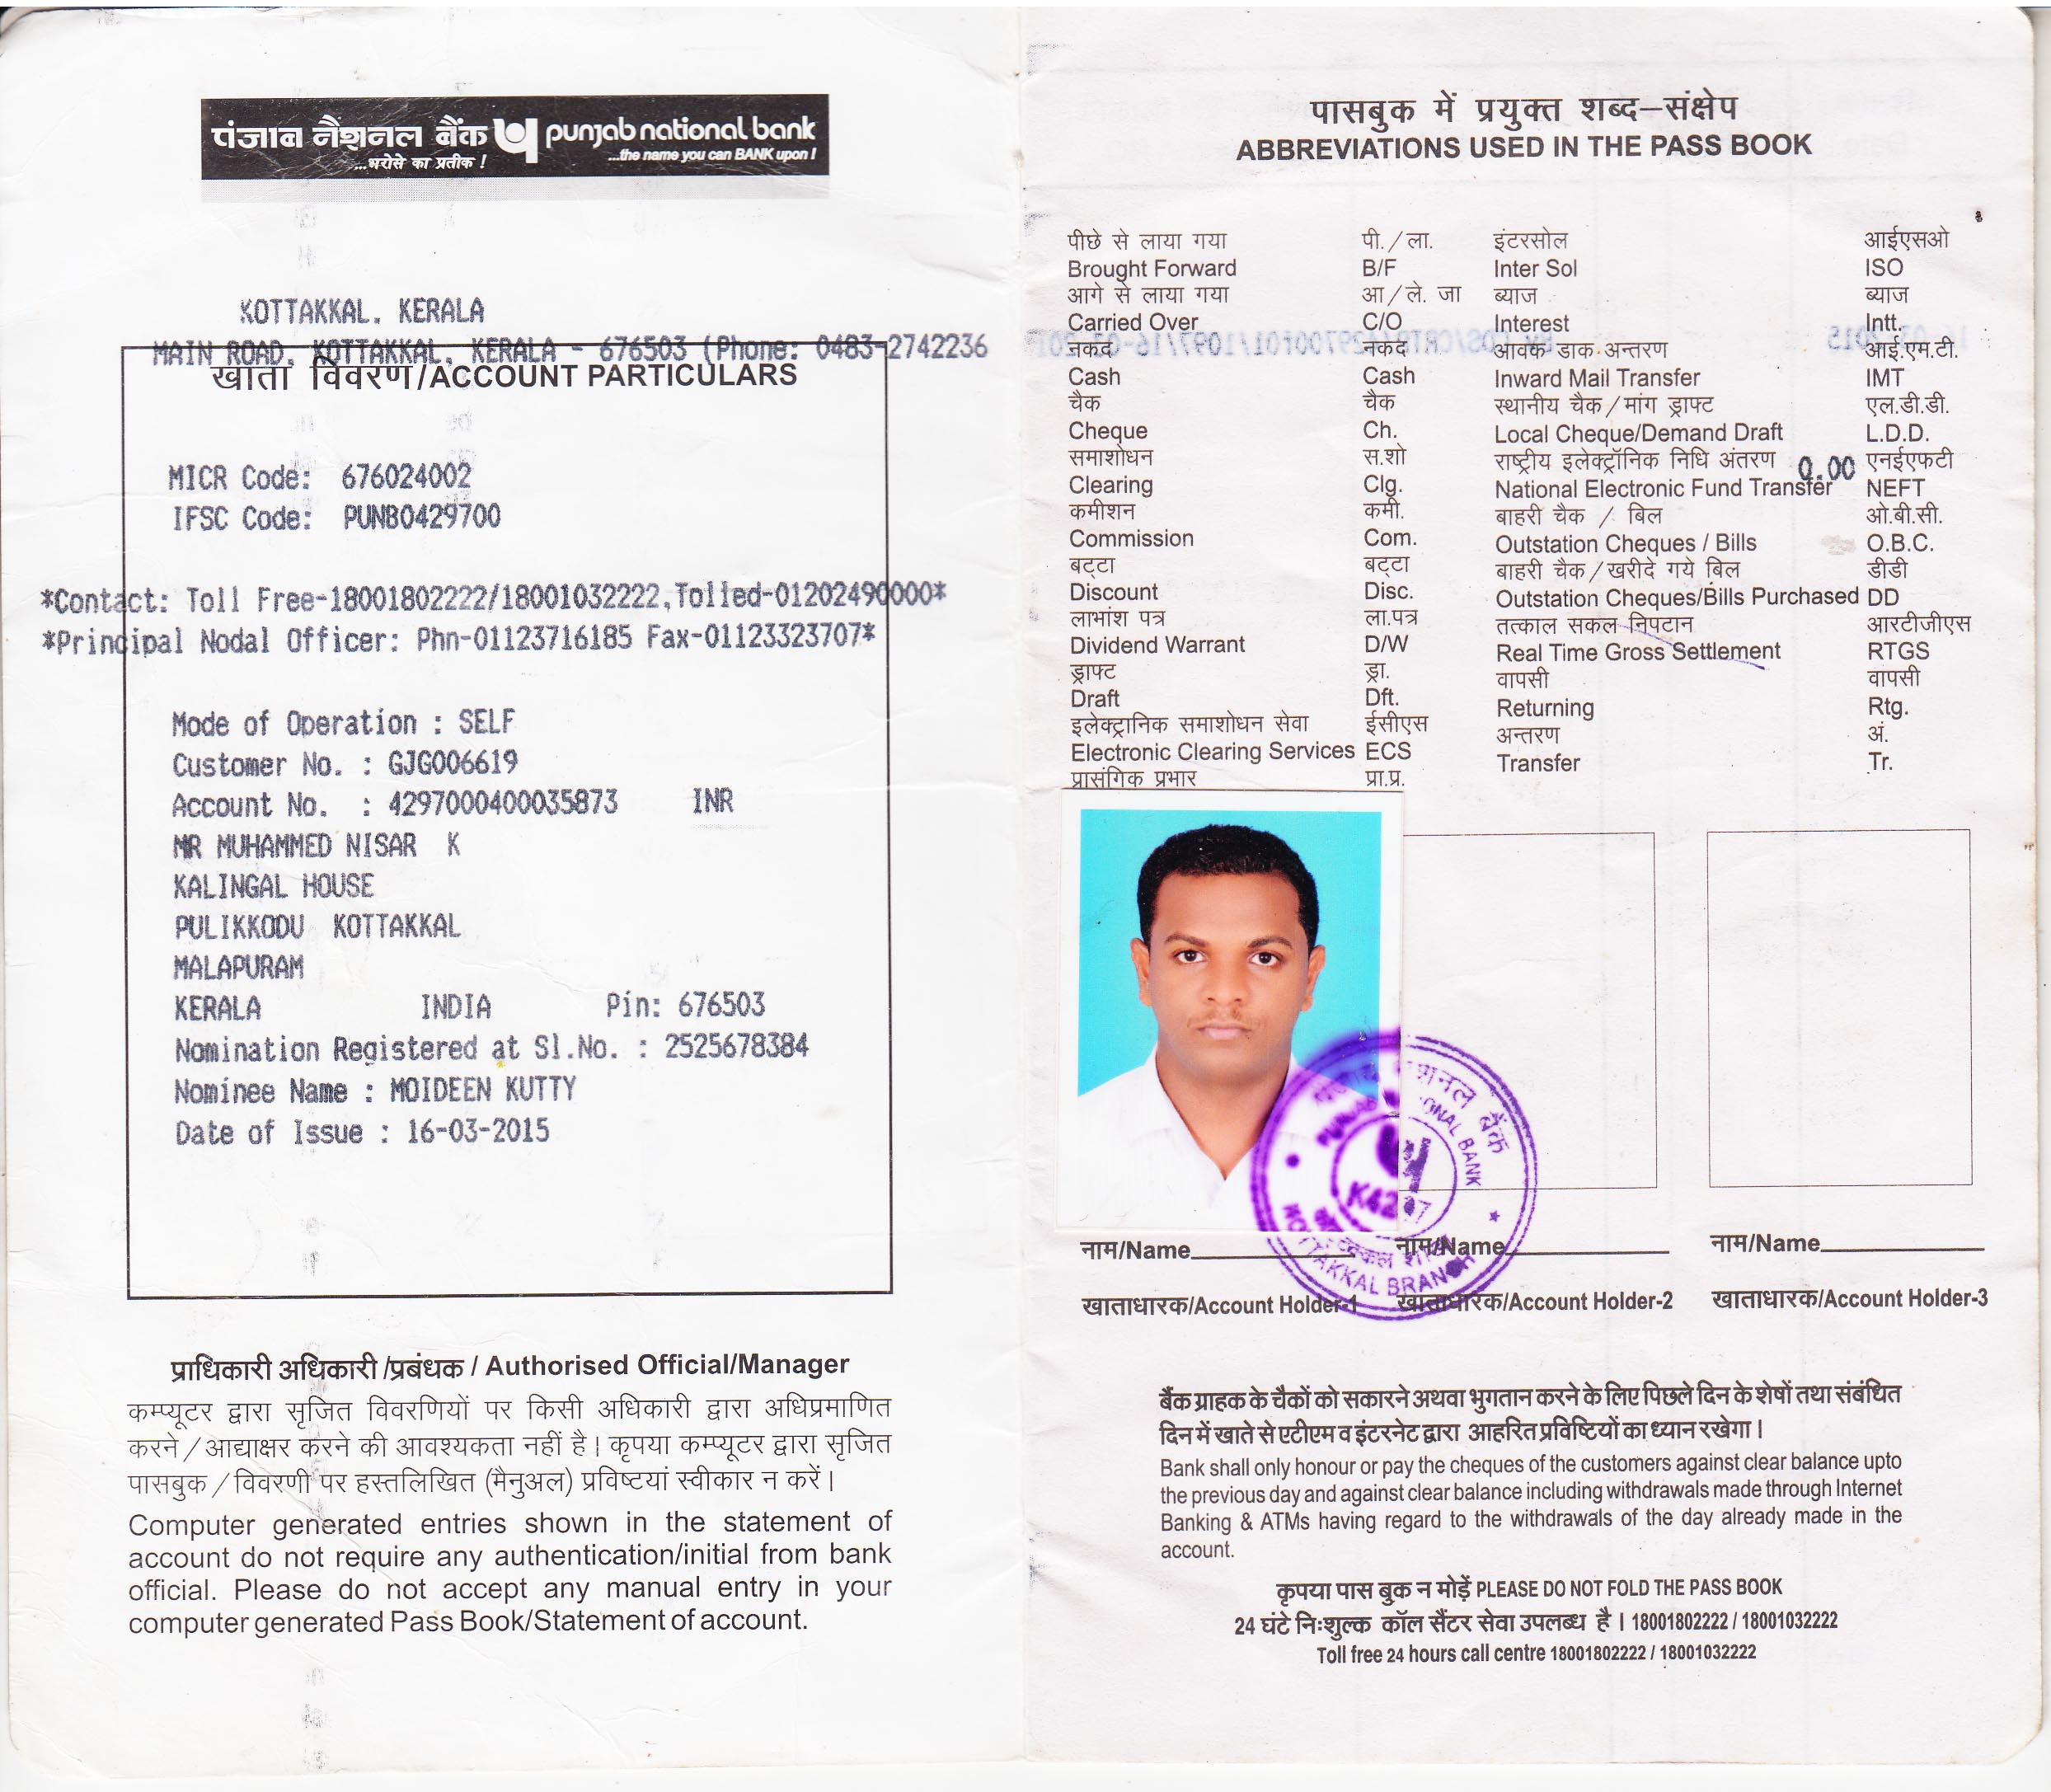 पंजाब नैशनल बैंक punjab national bank
...भरोसे का प्रतीक ! ...the name you can BANK upon !
KOTTAKKAL, KERALA
MAIN ROAD, KOTTAKKAL, KERALA - 676503 (Phone: 0483-2742236
खाता विवरण/ACCOUNT PARTICULARS
MICR Code: 676024002
IFSC Code: PUNB0429700
*Contact: Toll Free-18001802222/18001032222,Tolled-01202490000*
*Principal Nodal Officer: Phn-01123716185 Fax-01123323707*
Mode of Operation : SELF
Customer No. : GJG006619
Account No. : 4297000400035873 INR
MR MUHAMMED NISAR K
KALINGAL HOUSE
PULIKKODU KOTTAKKAL
MALAPURAM
KERALA INDIA Pin: 676503
Nomination Registered at Sl.No. : 2525678384
Nominee Name : MOIDEEN KUTTY
Date of Issue : 16-03-2015
प्राधिकारी अधिकारी/प्रबंधक / Authorised Official/Manager
कम्प्यूटर द्वारा सृजित विवरणियों पर किसी अधिकारी द्वारा अधिप्रमाणित
करने/आद्याक्षर करने की आवश्यकता नहीं है। कृपया कम्प्यूटर द्वारा सृजित
पासबुक/विवरणी पर हस्तलिखित (मैनुअल) प्रविष्टयां स्वीकार न करें।
Computer generated entries shown in the statement of
account do not require any authentication/initial from bank
official. Please do not accept any manual entry in your
computer generated Pass Book/Statement of account.
पासबुक में प्रयुक्त शब्द–संक्षेप
ABBREVIATIONS USED IN THE PASS BOOK
पीछे से लाया गया पी./ला. इंटरसोल आईएसओ
Brought Forward B/F Inter Sol ISO
आगे से लाया गया आ/ले. जा ब्याज ब्याज
Carried Over C/O Interest Intt.
नकद नकद आवक डाक अन्तरण आई.एम.टी.
Cash Cash Inward Mail Transfer IMT
चैक चैक स्थानीय चैक/मांग ड्राफ्ट एल.डी.डी.
Cheque Ch. Local Cheque/Demand Draft L.D.D.
समाशोधन स.शो राष्ट्रीय इलेक्ट्रॉनिक निधि अंतरण 0.00 एनईएफटी
Clearing Clg. National Electronic Fund Transfer NEFT
कमीशन कमी. बाहरी चैक / बिल ओ.बी.सी.
Commission Com. Outstation Cheques / Bills O.B.C.
बट्टा बट्टा बाहरी चैक/खरीदे गये बिल डीडी
Discount Disc. Outstation Cheques/Bills Purchased DD
लाभांश पत्र ला.पत्र तत्काल सकल निपटान आरटीजीएस
Dividend Warrant D/W Real Time Gross Settlement RTGS
ड्राफ्ट ड्रा. वापसी वापसी
Draft Dft. Returning Rtg.
इलेक्ट्रानिक समाशोधन सेवा ईसीएस अन्तरण अं.
Electronic Clearing Services ECS Transfer Tr.
प्रासंगिक प्रभार प्रा.प्र.
नाम/Name नाम/Name नाम/Name
खाताधारक/Account Holder-1 खाताधारक/Account Holder-2 खाताधारक/Account Holder-3
बैंक ग्राहक के चैकों को सकारने अथवा भुगतान करने के लिए पिछले दिन के शेषों तथा संबंधित
दिन में खाते से एटीएम व इंटरनेट द्वारा आहरित प्रविष्टियों का ध्यान रखेगा।
Bank shall only honour or pay the cheques of the customers against clear balance upto
the previous day and against clear balance including withdrawals made through Internet
Banking & ATMs having regard to the withdrawals of the day already made in the
account.
कृपया पास बुक न मोड़ें PLEASE DO NOT FOLD THE PASS BOOK
24 घंटे निःशुल्क कॉल सैंटर सेवा उपलब्ध है। 18001802222 / 18001032222
Toll free 24 hours call centre 18001802222 / 18001032222